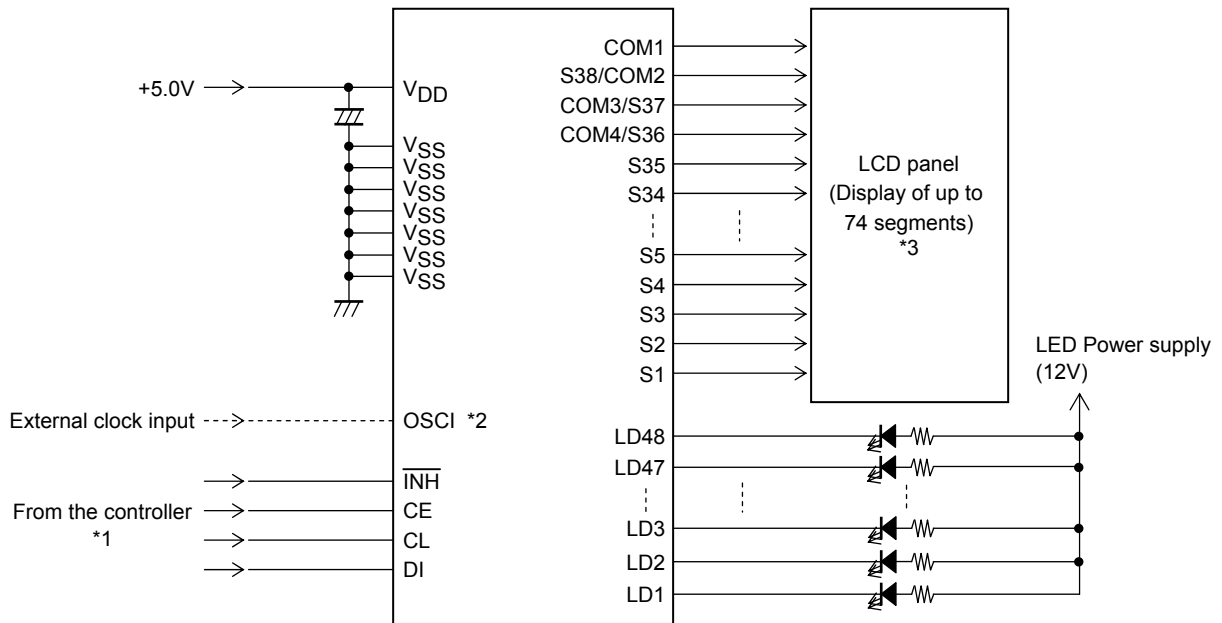 +5.0V
VDD
VSS
VSS
VSS
VSS
VSS
VSS
VSS
External clock input
OSCI *2
From the controller
*1
INH
CE
CL
DI
COM1
S38/COM2
COM3/S37
COM4/S36
S35
S34
S5
S4
S3
S2
S1
LD48
LD47
LD3
LD2
LD1
LCD panel
(Display of up to
74 segments)
*3
LED Power supply
(12V)